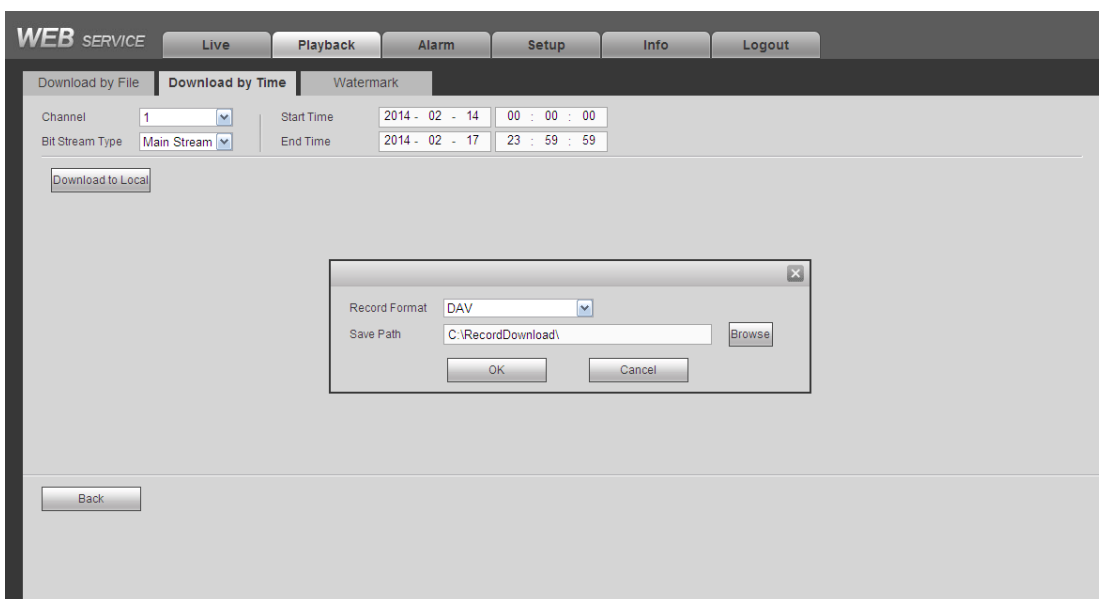 WEB SERVICE Live Playback Alarm Setup Info Logout
Download by File Download by Time Watermark
Channel 1 Start Time 2014 - 02 - 14 00 : 00 : 00
Bit Stream Type Main Stream End Time 2014 - 02 - 17 23 : 59 : 59
Download to Local
Record Format DAV
Save Path C:\RecordDownload\ Browse
OK Cancel
Back